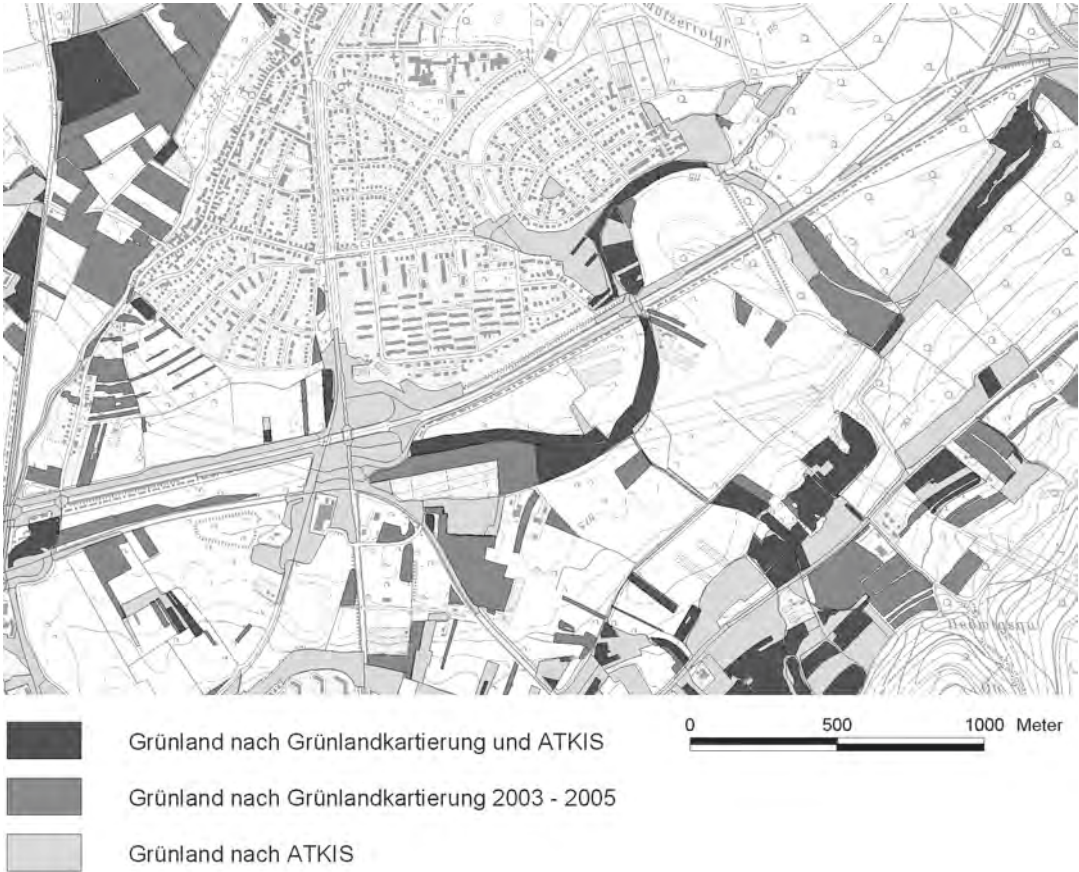 Grünland nach Grünlandkartierung und ATKIS
0 500 1000 Meter
Grünland nach Grünlandkartierung 2003 - 2005
Grünland nach ATKIS